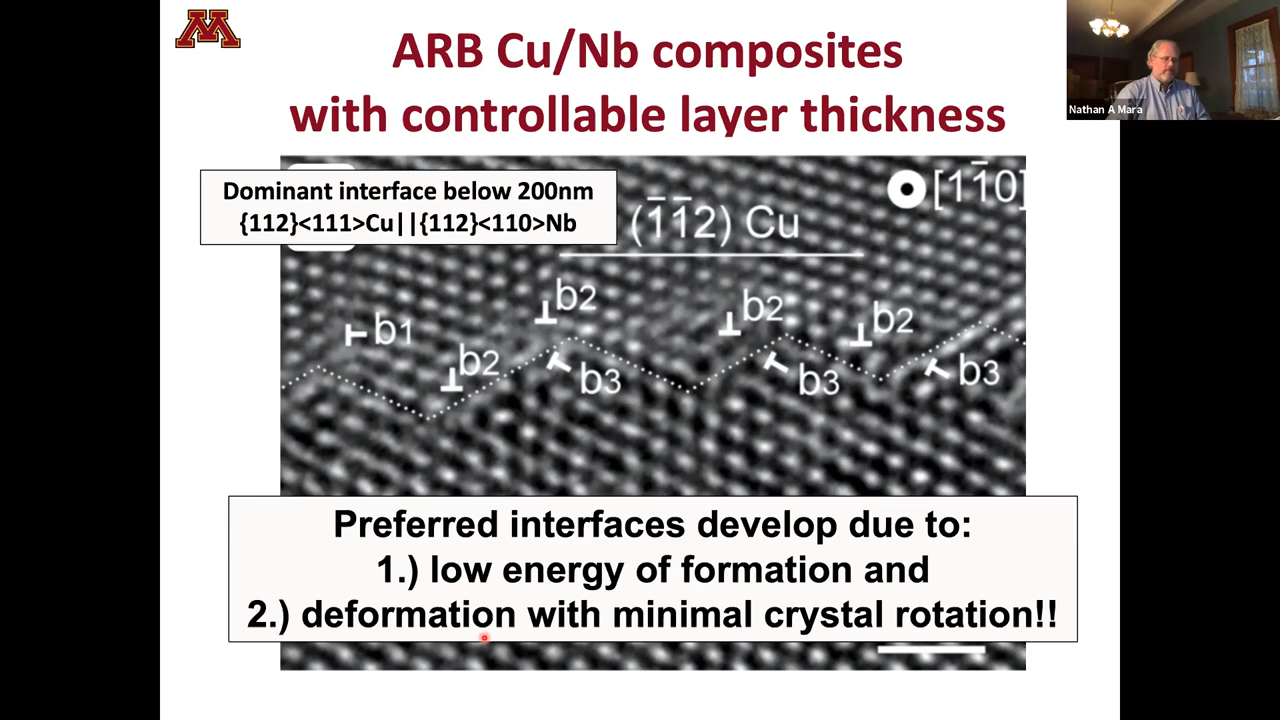 M
ARB Cu/Nb composites
with controllable layer thickness
Nathan A Mara
Dominant interface below 200nm
{112}<111>Cu||{112}<110>Nb
[11̄0]
(1̄1̄2) Cu
b2
b2
b2
b1
b2
b3
b3
b3
Preferred interfaces develop due to:
1.) low energy of formation and
2.) deformation with minimal crystal rotation!!